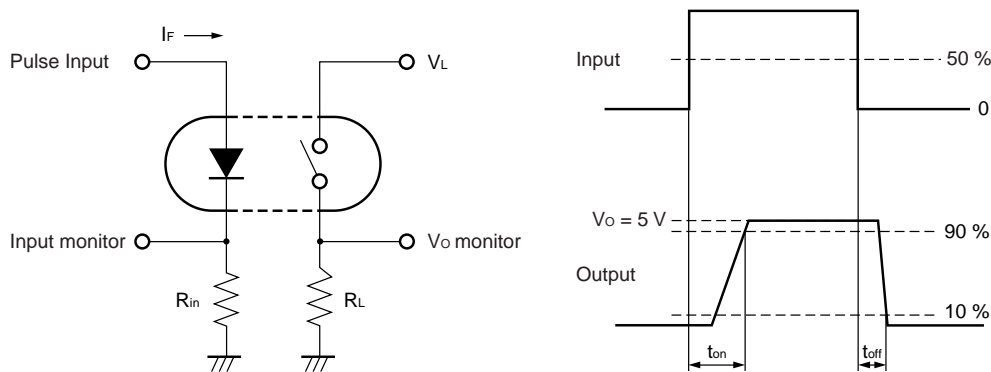 IF
Pulse Input
VL
Input monitor
VO monitor
Rin
RL
Input
50 %
0
VO = 5 V
90 %
Output
10 %
ton
toff